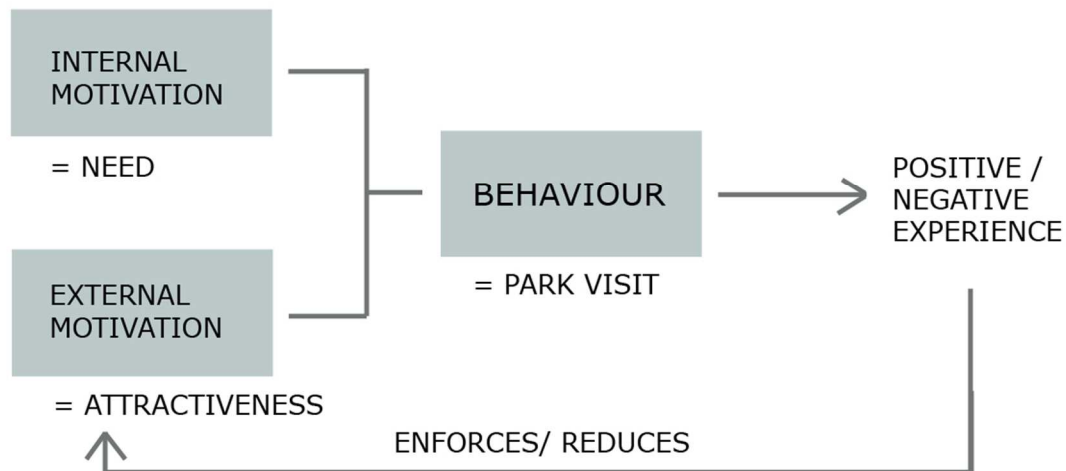 INTERNAL
MOTIVATION
= NEED
EXTERNAL
MOTIVATION
= ATTRACTIVENESS
BEHAVIOUR
= PARK VISIT
POSITIVE /
NEGATIVE
EXPERIENCE
ENFORCES/ REDUCES